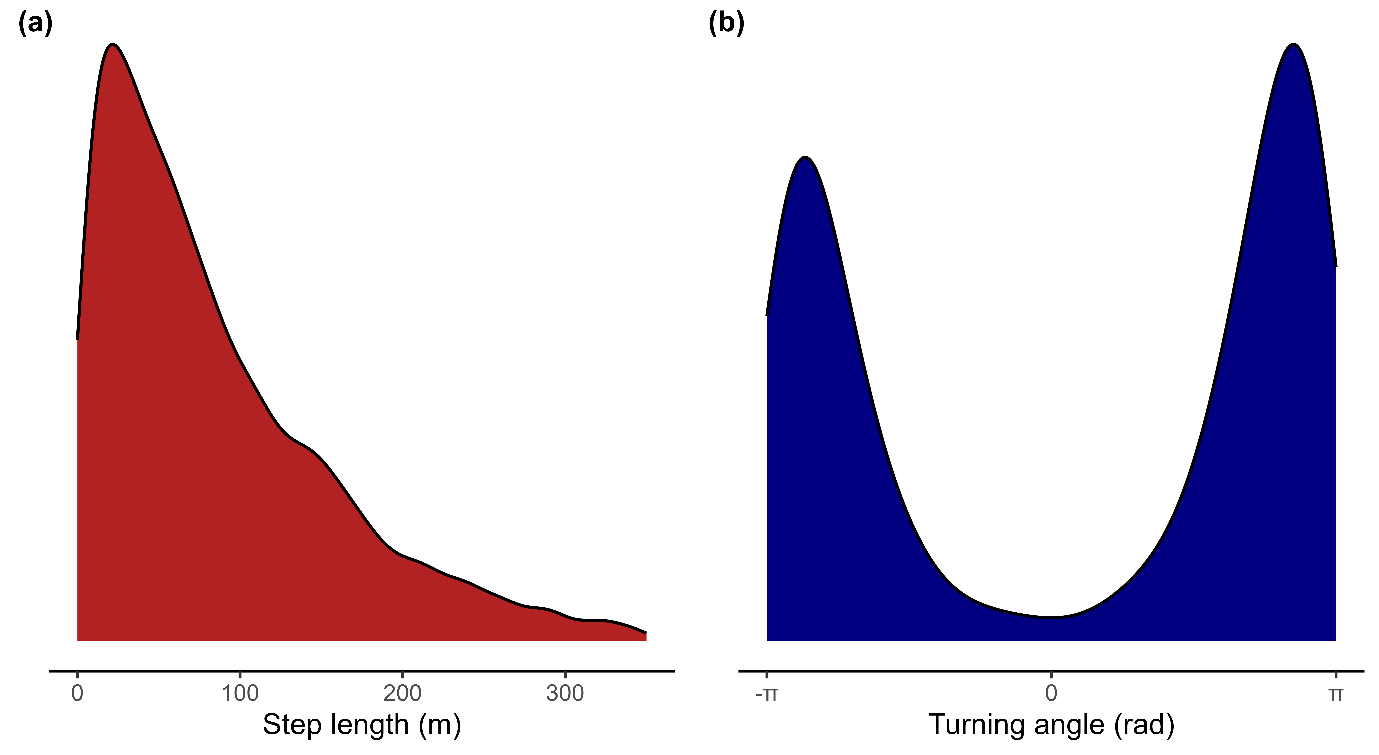 (a)
(b)
0 100 200 300
Step length (m)
-π 0 π
Turning angle (rad)